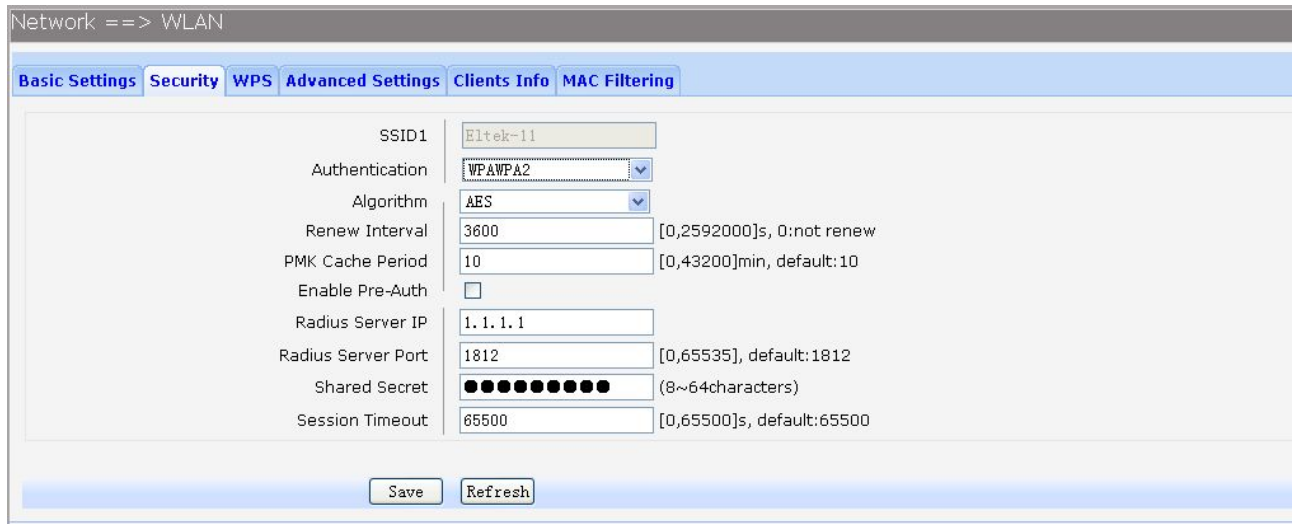 Network ==> WLAN
Basic Settings Security WPS Advanced Settings Clients Info MAC Filtering
SSID1 Eltek-11
Authentication WPAWPA2
Algorithm AES
Renew Interval 3600 [0,2592000]s, 0:not renew
PMK Cache Period 10 [0,43200]min, default:10
Enable Pre-Auth
Radius Server IP 1.1.1.1
Radius Server Port 1812 [0,65535], default:1812
Shared Secret ●●●●●●●●● (8~64characters)
Session Timeout 65500 [0,65500]s, default:65500
Save Refresh